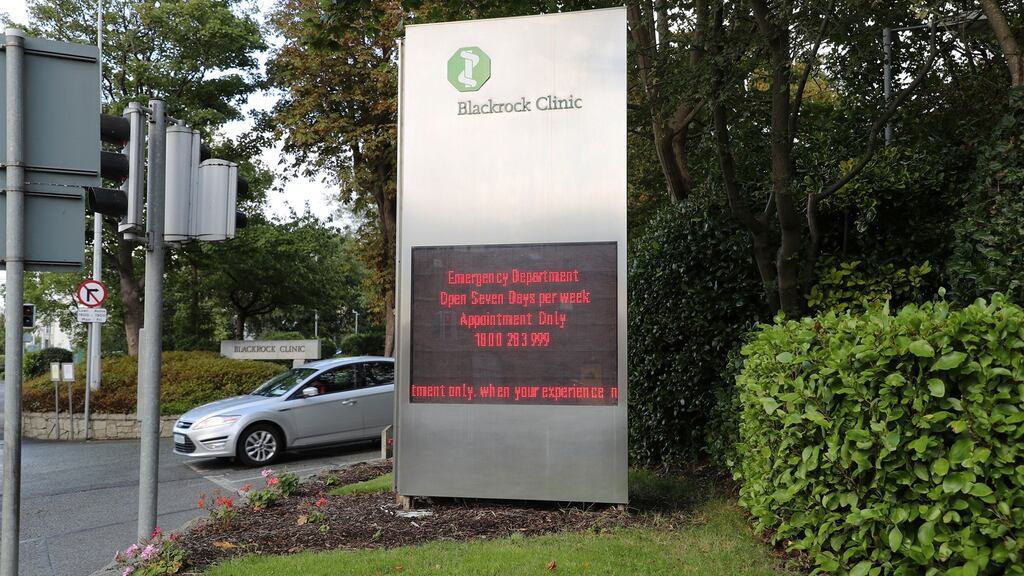 Blackrock Clinic
Emergency Department
Open Seven Days per week
Appointment Only
1800 283 999
tment only. when your experience n
BLACKROCK CLINIC